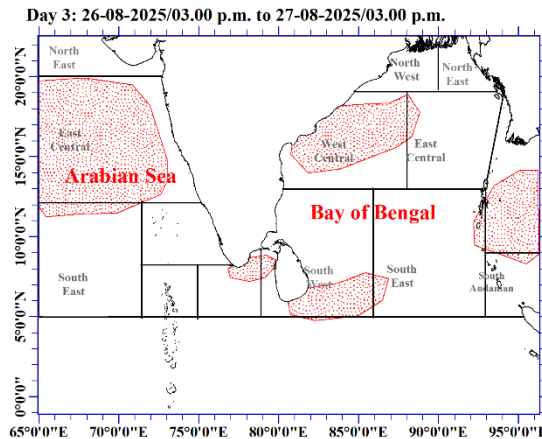 Day 3: 26-08-2025/03.00 p.m. to 27-08-2025/03.00 p.m.
North
East
North
West
North
East
East
Central
West
Central
East
Central
Arabian Sea
Bay of Bengal
South
East
South
West
South
East
South
Andaman
20°0'0"N
15°0'0"N
10°0'0"N
5°0'0"N
0°0'0"
65°0'0"E 70°0'0"E 75°0'0"E 80°0'0"E 85°0'0"E 90°0'0"E 95°0'0"E